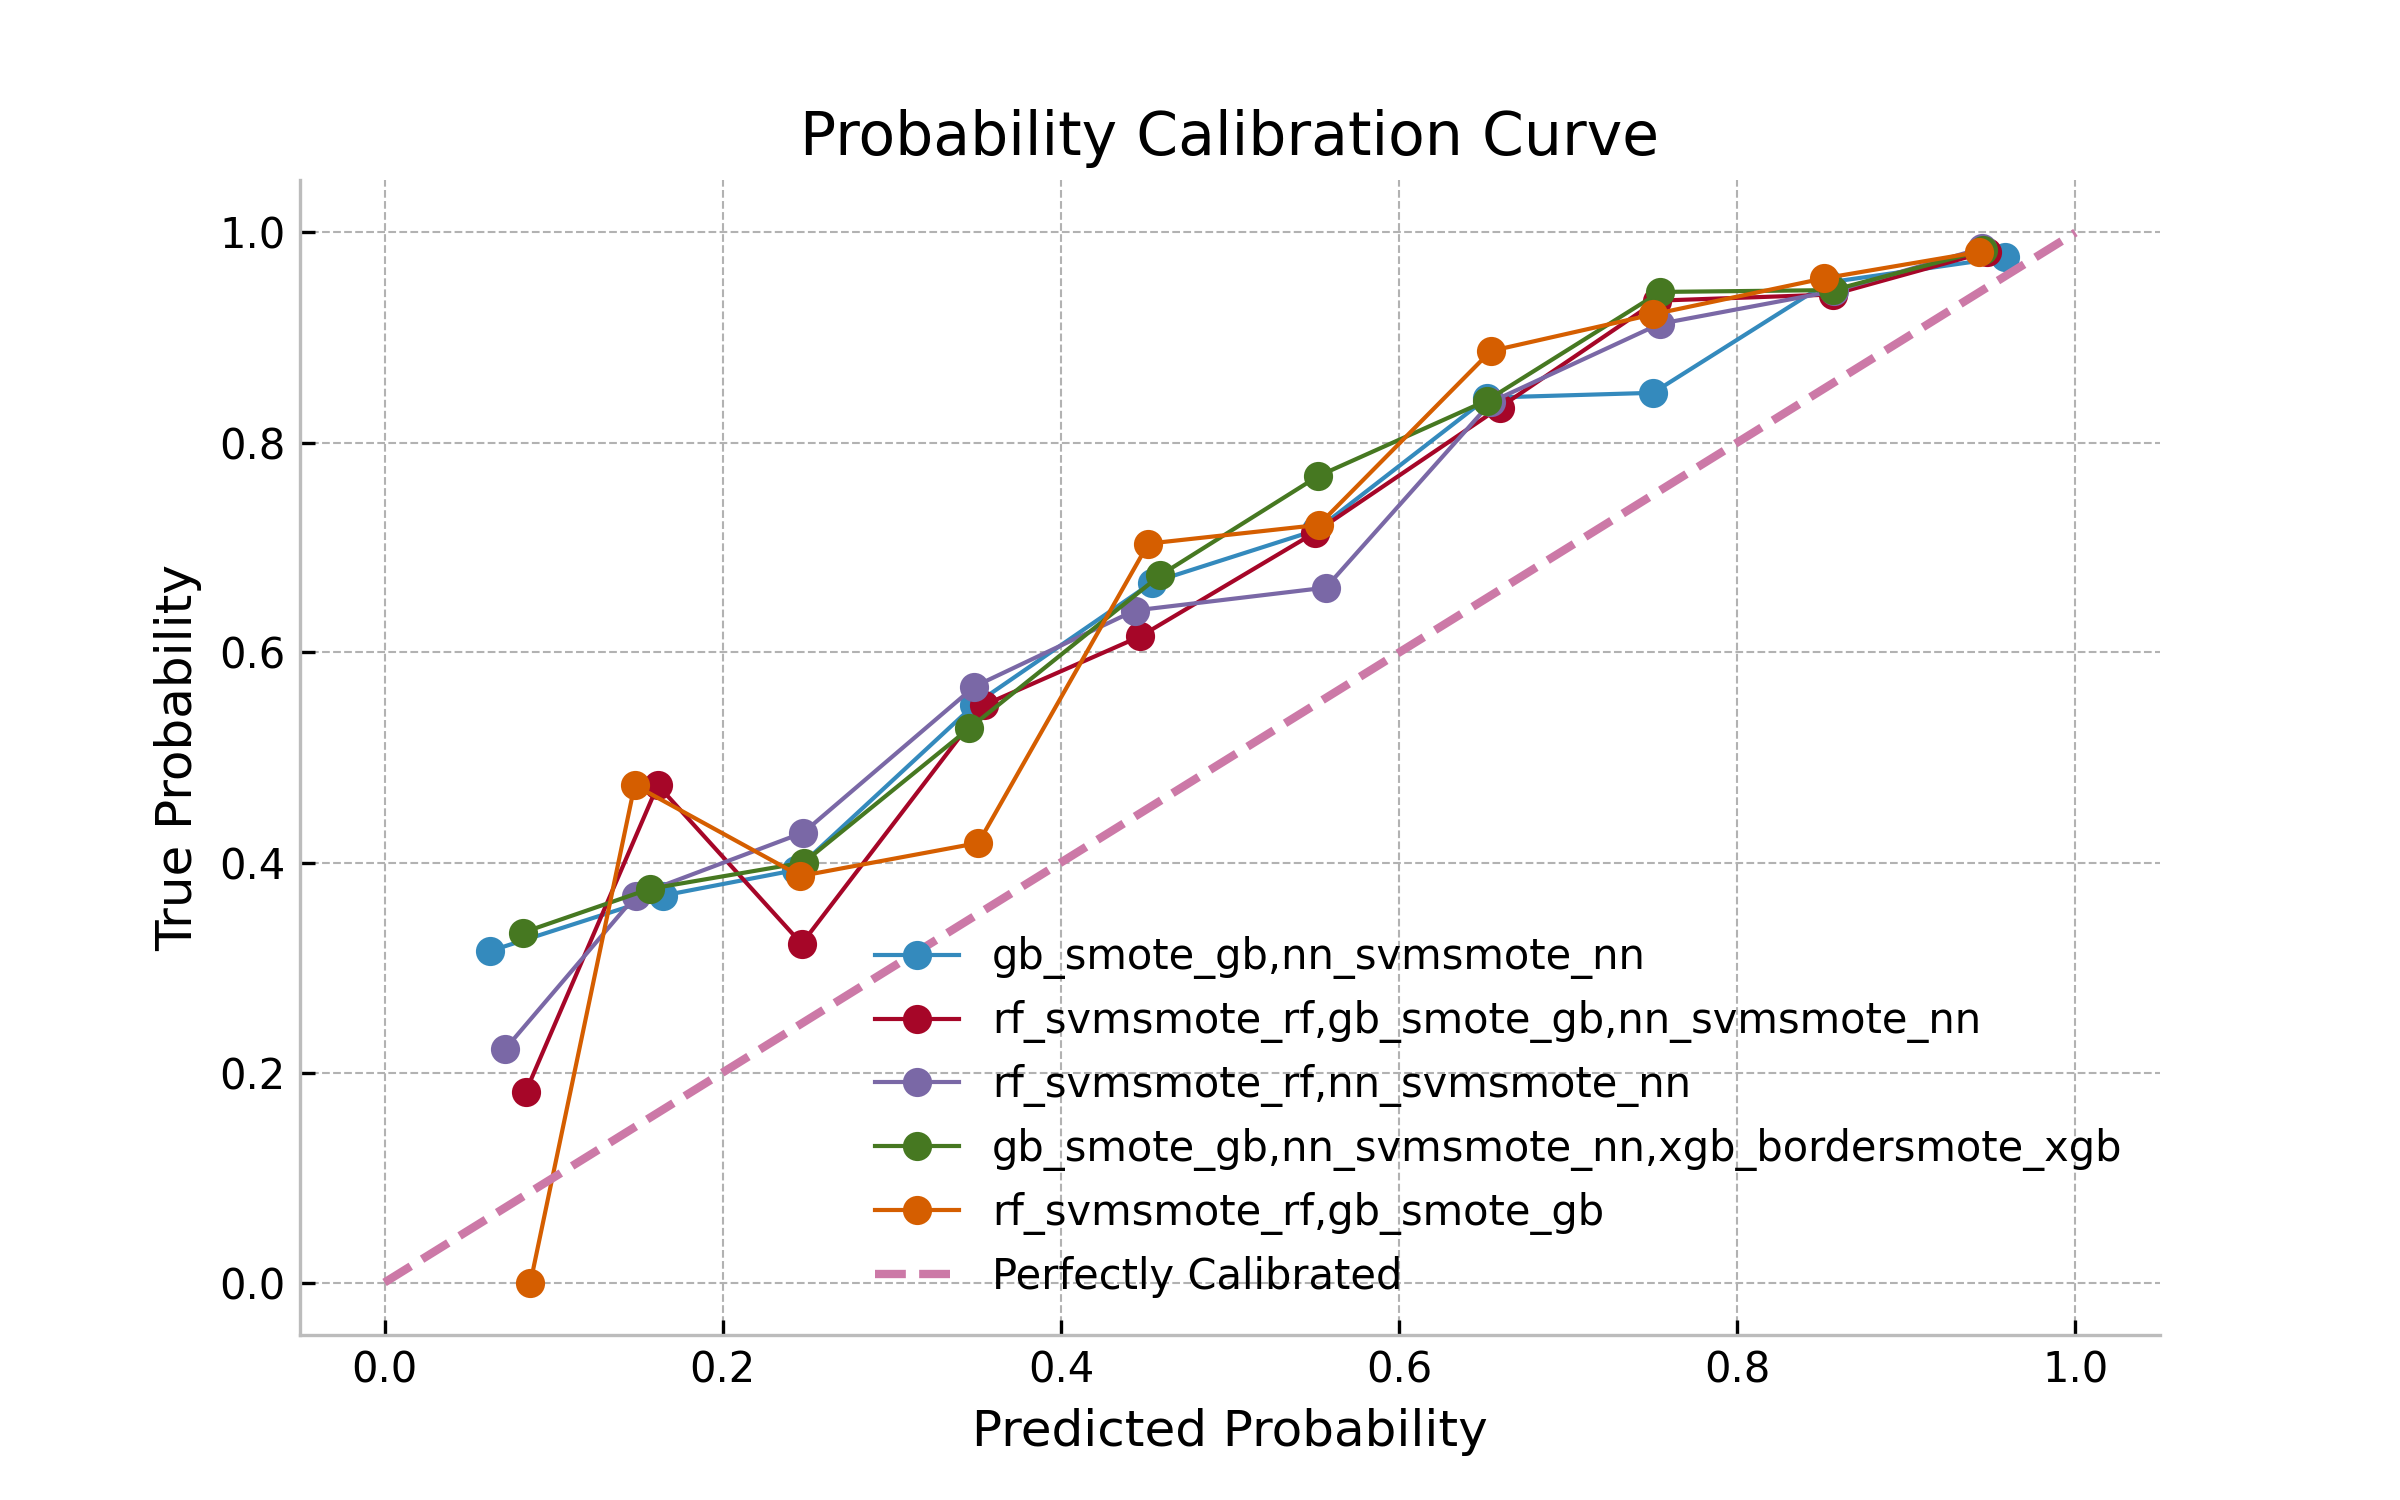 Probability Calibration Curve
1.0
0.8
0.6
0.4
0.2
0.0
True Probability
gb_smote_gb,nn_svmsmote_nn
rf_svmsmote_rf,gb_smote_gb,nn_svmsmote_nn
rf_svmsmote_rf,nn_svmsmote_nn
gb_smote_gb,nn_svmsmote_nn,xgb_bordersmote_xgb
rf_svmsmote_rf,gb_smote_gb
Perfectly Calibrated
0.0 0.2 0.4 0.6 0.8 1.0
Predicted Probability